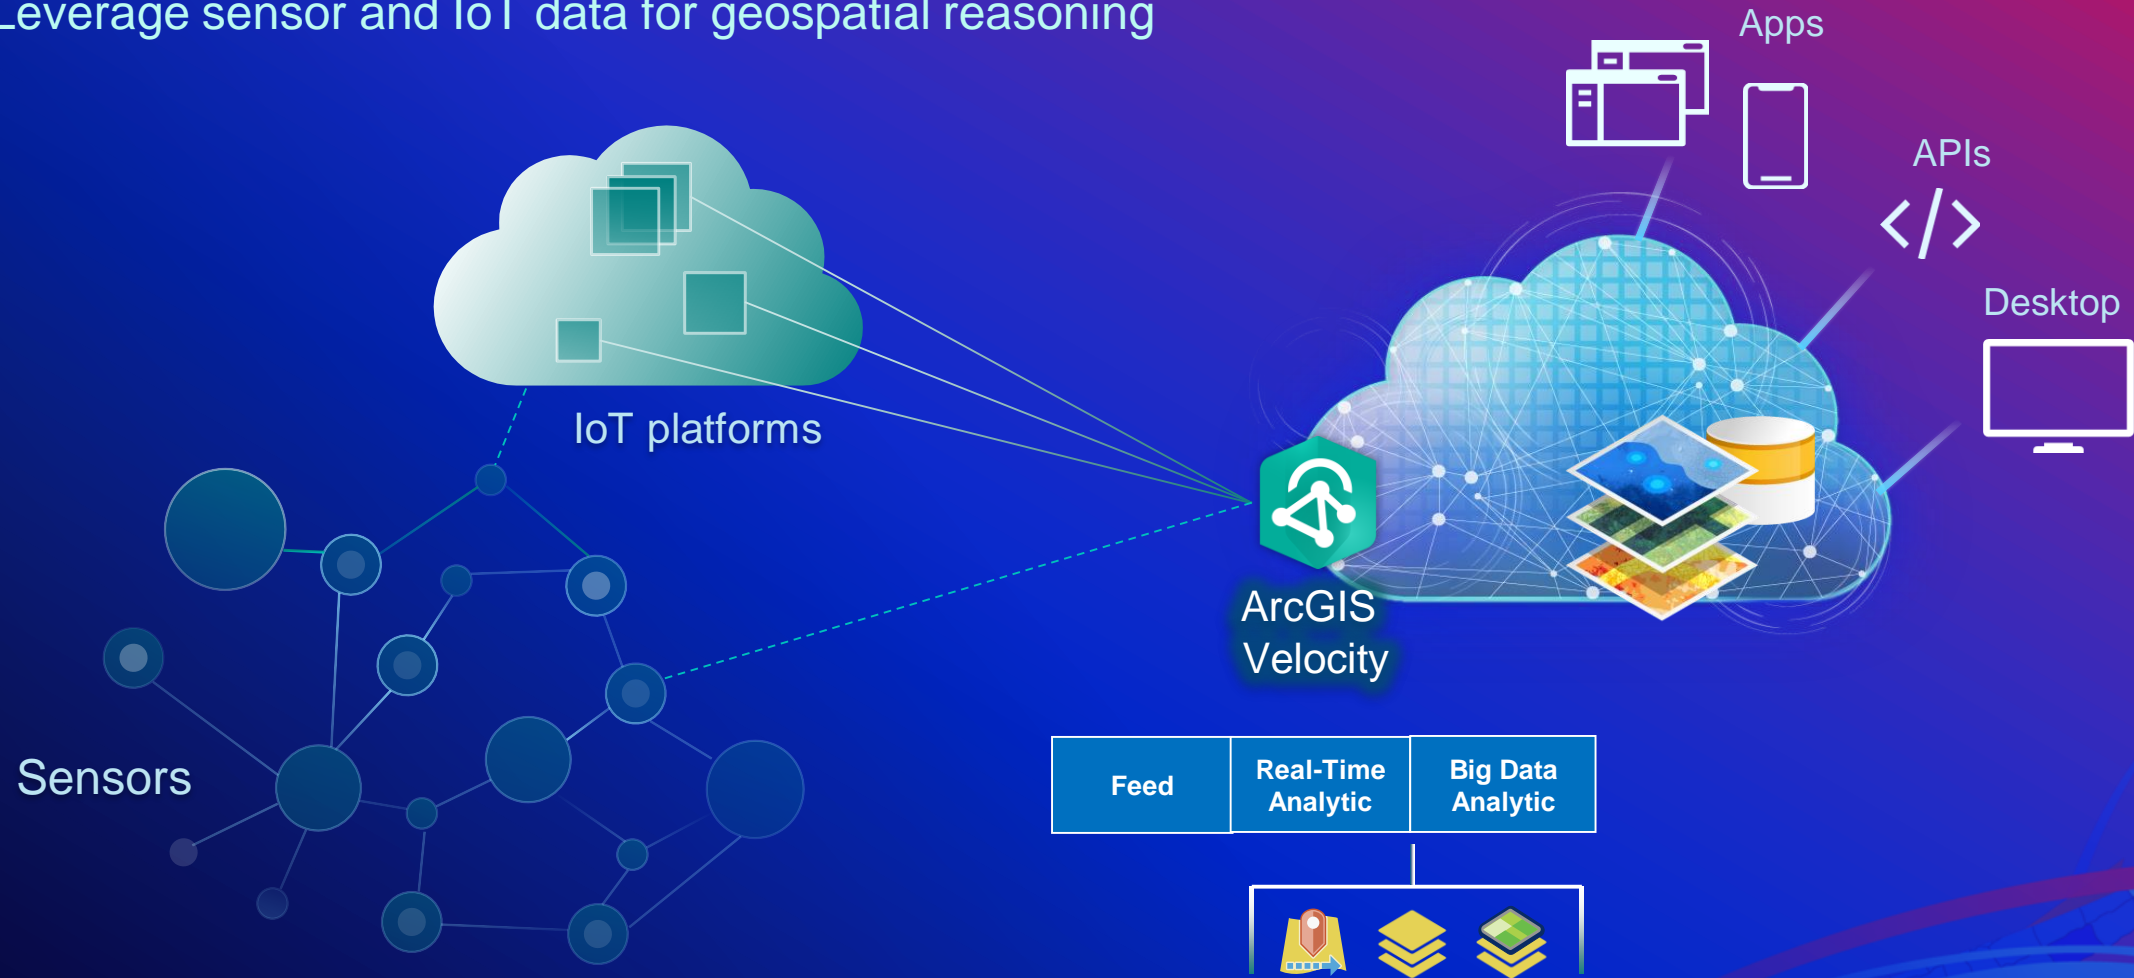 Leverage sensor and IoT data for geospatial reasoning
Apps
APIs
</>
Desktop
IoT platforms
ArcGIS
Velocity
Sensors
Feed
Real-Time
Analytic
Big Data
Analytic